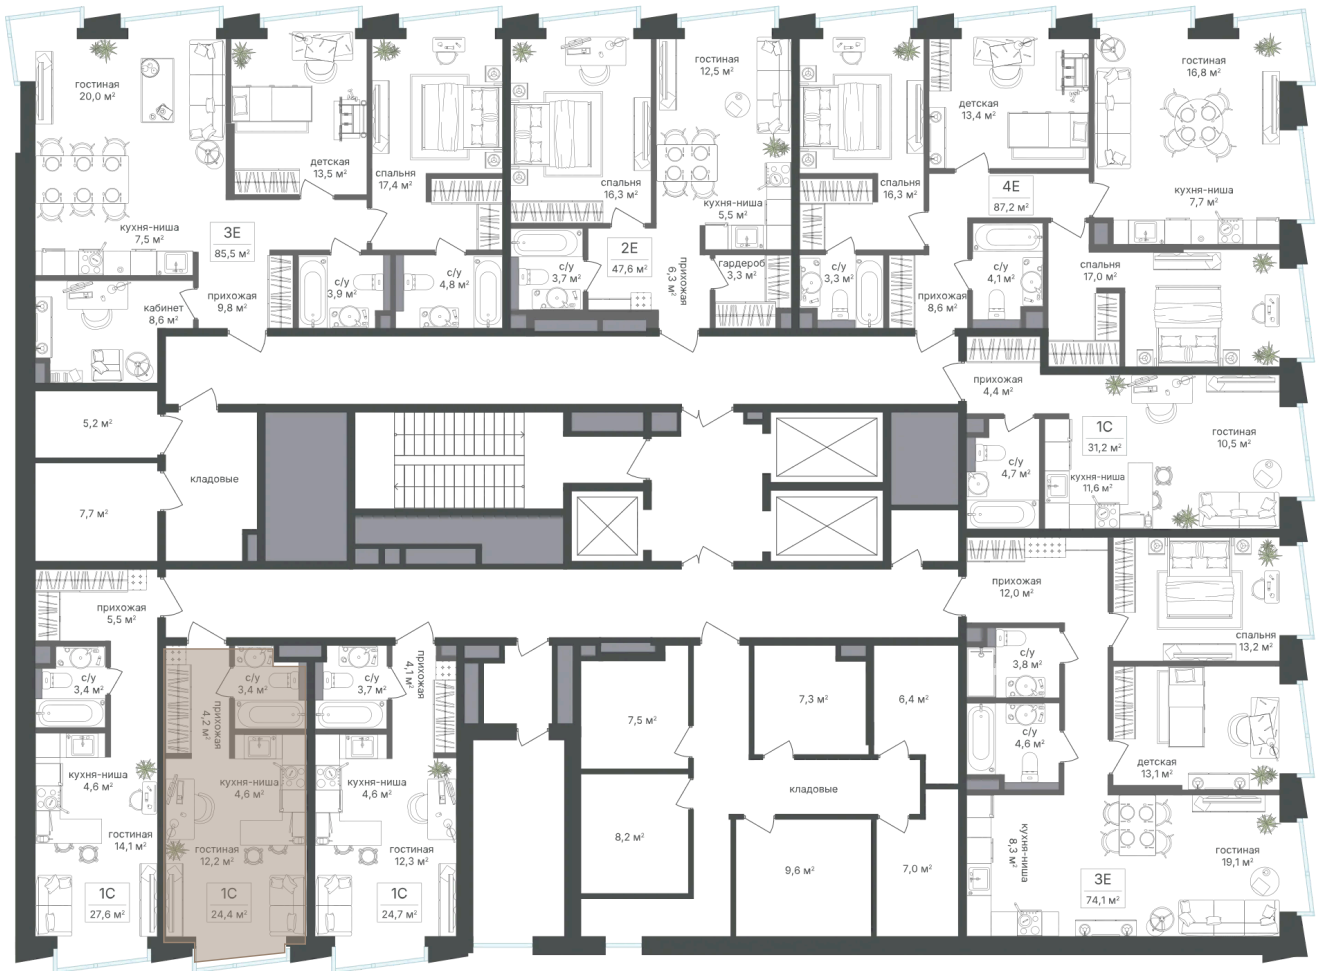 гостиная
20,0 м²
кухня-ниша
7,5 м²
3Е
85,5 м²
детская
13,5 м²
спальня
17,4 м²
кабинет
8,6 м²
прихожая
9,8 м²
с/у
3,9 м²
с/у
4,8 м²
спальня
16,3 м²
гостиная
12,5 м²
кухня-ниша
5,5 м²
2Е
47,6 м²
с/у
3,7 м²
прихожая
6,3 м²
гардероб
3,3 м²
спальня
16,3 м²
детская
13,4 м²
4Е
87,2 м²
гостиная
16,8 м²
кухня-ниша
7,7 м²
с/у
3,3 м²
прихожая
8,6 м²
с/у
4,1 м²
спальня
17,0 м²
прихожая
4,4 м²
с/у
4,7 м²
1С
31,2 м²
кухня-ниша
11,6 м²
гостиная
10,5 м²
5,2 м²
7,7 м²
кладовые
прихожая
5,5 м²
с/у
3,4 м²
кухня-ниша
4,6 м²
гостиная
14,1 м²
1С
27,6 м²
с/у
3,4 м²
прихожая
4,2 м²
кухня-ниша
4,6 м²
гостиная
12,2 м²
1С
24,4 м²
с/у
3,7 м²
прихожая
4,1 м²
кухня-ниша
4,6 м²
гостиная
12,3 м²
1С
24,7 м²
7,5 м²
8,2 м²
7,3 м²
6,4 м²
кладовые
9,6 м²
7,0 м²
прихожая
12,0 м²
с/у
3,8 м²
с/у
4,6 м²
спальня
13,2 м²
детская
13,1 м²
кухня-ниша
8,3 м²
гостиная
19,1 м²
3Е
74,1 м²